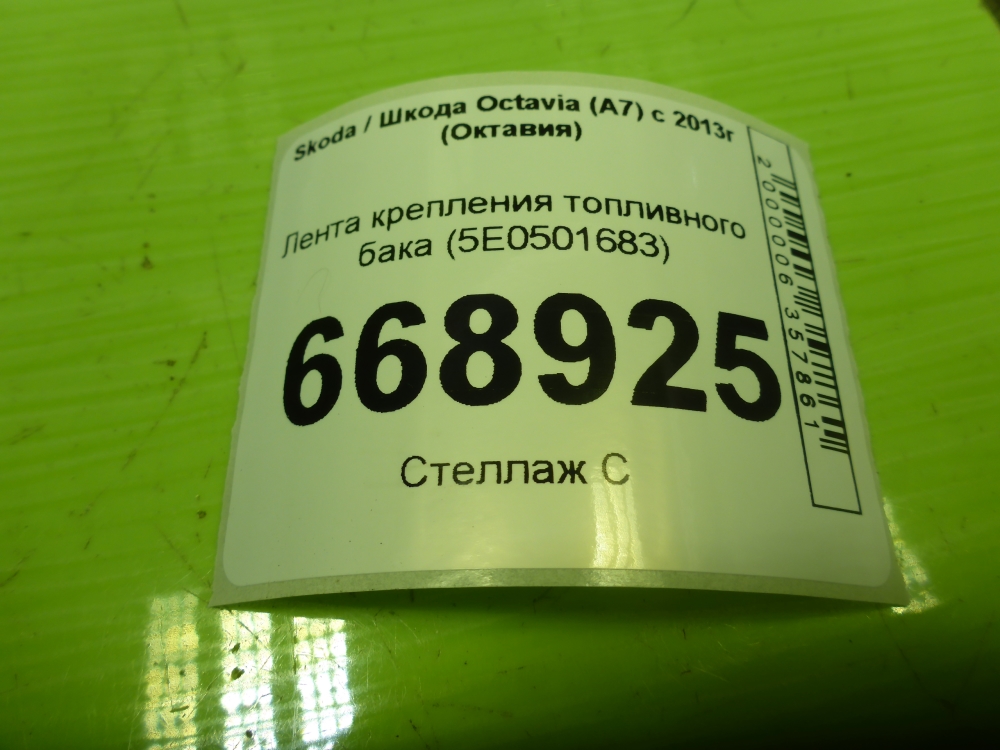 Skoda / Шкода Octavia (A7) с 2013г
(Октавия)
Лента крепления топливного
бака (5E0501683)
668925
Стеллаж С
2000006357861